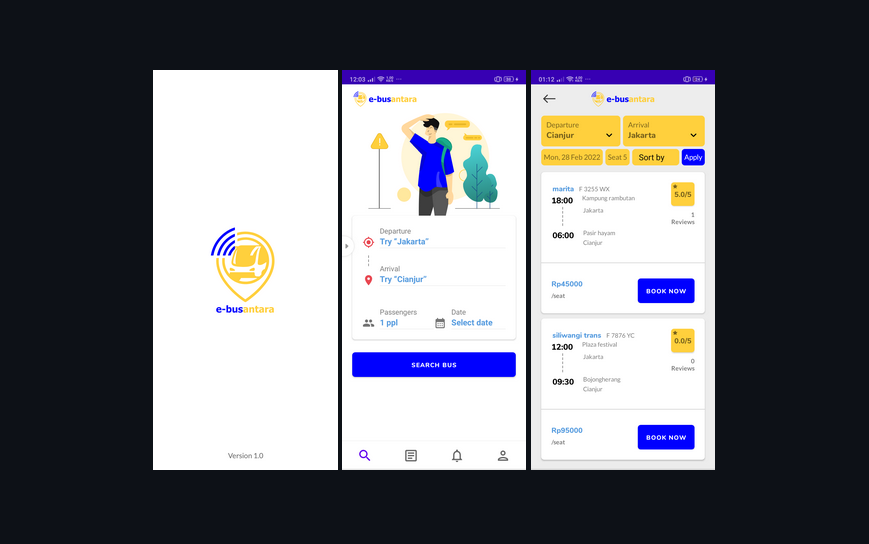 e-busantara
Version 1.0
12:03
e-busantara
Departure
Try "Jakarta"
Arrival
Try "Cianjur"
Passengers
1 ppl
Date
Select date
SEARCH BUS
01:12
e-busantara
Departure
Cianjur
Arrival
Jakarta
Mon, 28 Feb 2022
Seat 5
Sort by
Apply
marita F 3255 WX
18:00 Kampung rambutan
Jakarta
06:00 Pasir hayam
Cianjur
5.0/5
1
Reviews
Rp45000
/seat
BOOK NOW
siliwangi trans F 7876 YC
12:00 Plaza festival
Jakarta
09:30 Bojongherang
Cianjur
0.0/5
0
Reviews
Rp95000
/seat
BOOK NOW